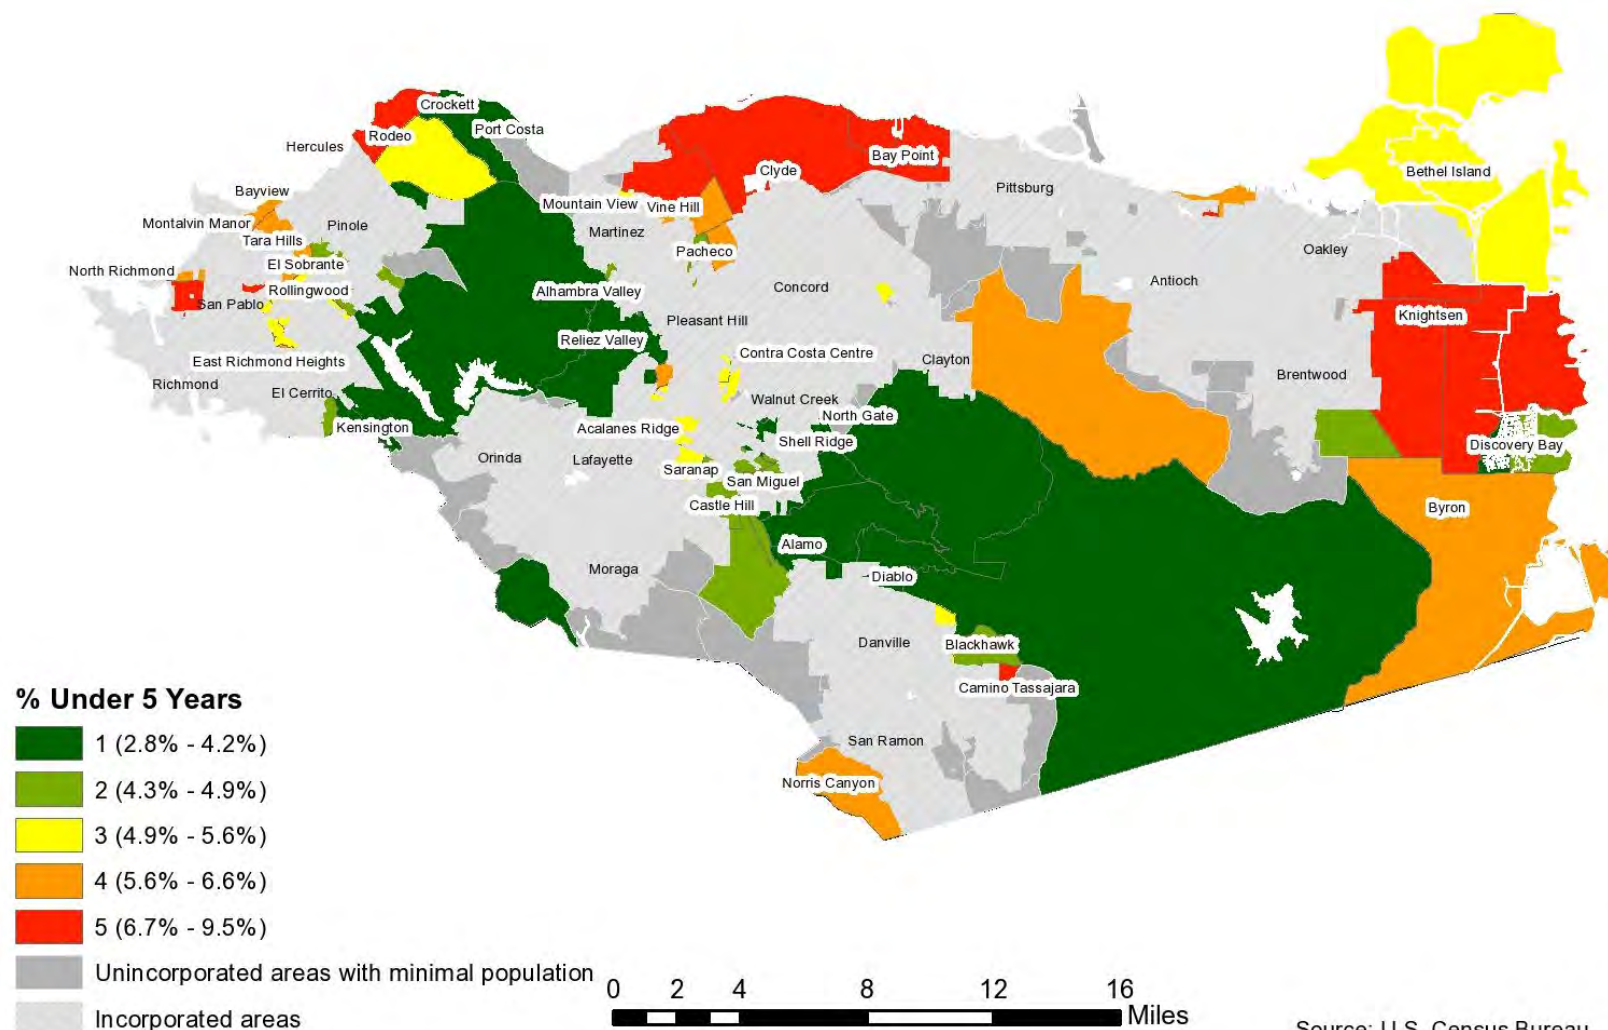 Crockett
Port Costa
Rodeo
Hercules
Clyde
Bay Point
Bethel Island
Bayview
Mountain View
Vine Hill
Pittsburg
Montalvin Manor
Pinole
Martinez
Tara Hills
Pacheco
Oakley
El Sobrante
North Richmond
Rollingwood
Alhambra Valley
Concord
Antioch
San Pablo
Pleasant Hill
Knightsen
Reliez Valley
East Richmond Heights
Contra Costa Centre
Clayton
Richmond
Brentwood
El Cerrito
Walnut Creek
North Gate
Kensington
Acalanes Ridge
Shell Ridge
Discovery Bay
Orinda
Lafayette
Saranap
San Miguel
Castle Hill
Byron
Alamo
Moraga
Diablo
Danville
Blackhawk
Camino Tassajara
San Ramon
Norris Canyon
% Under 5 Years
1 (2.8% - 4.2%)
2 (4.3% - 4.9%)
3 (4.9% - 5.6%)
4 (5.6% - 6.6%)
5 (6.7% - 9.5%)
Unincorporated areas with minimal population
Incorporated areas
0 2 4 8 12 16
Miles
Source: U.S. Census Bureau